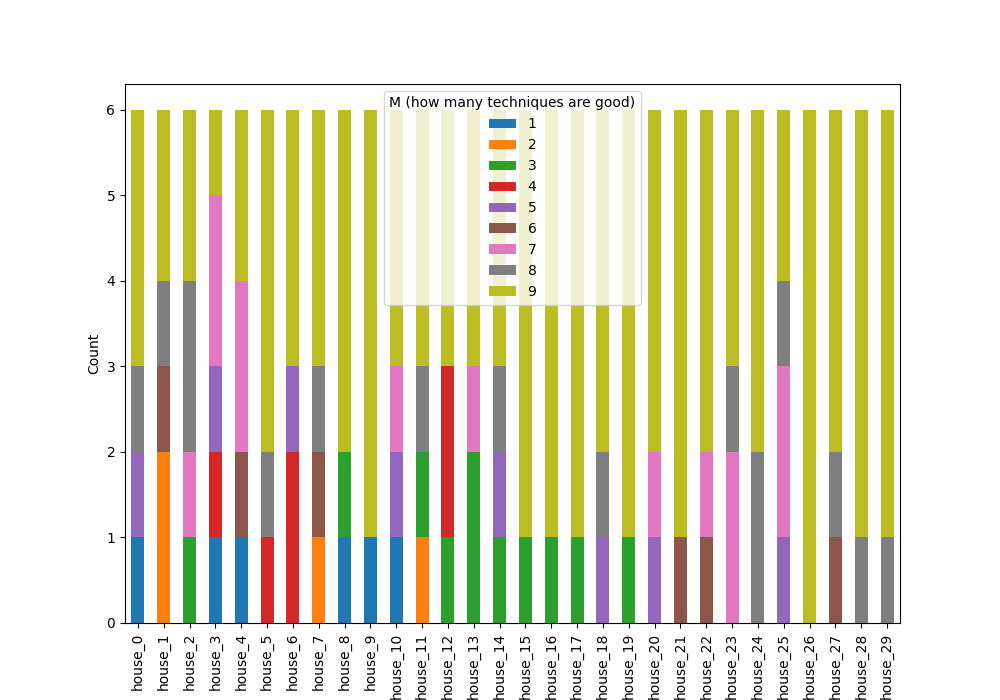 M (how many techniques are good)
1
2
3
4
5
6
7
8
9
6
5
4
3
2
1
0
Count
house_0
house_1
house_2
house_3
house_4
house_5
house_6
house_7
house_8
house_9
house_10
house_11
house_12
house_13
house_14
house_15
house_16
house_17
house_18
house_19
house_20
house_21
house_22
house_23
house_24
house_25
house_26
house_27
house_28
house_29